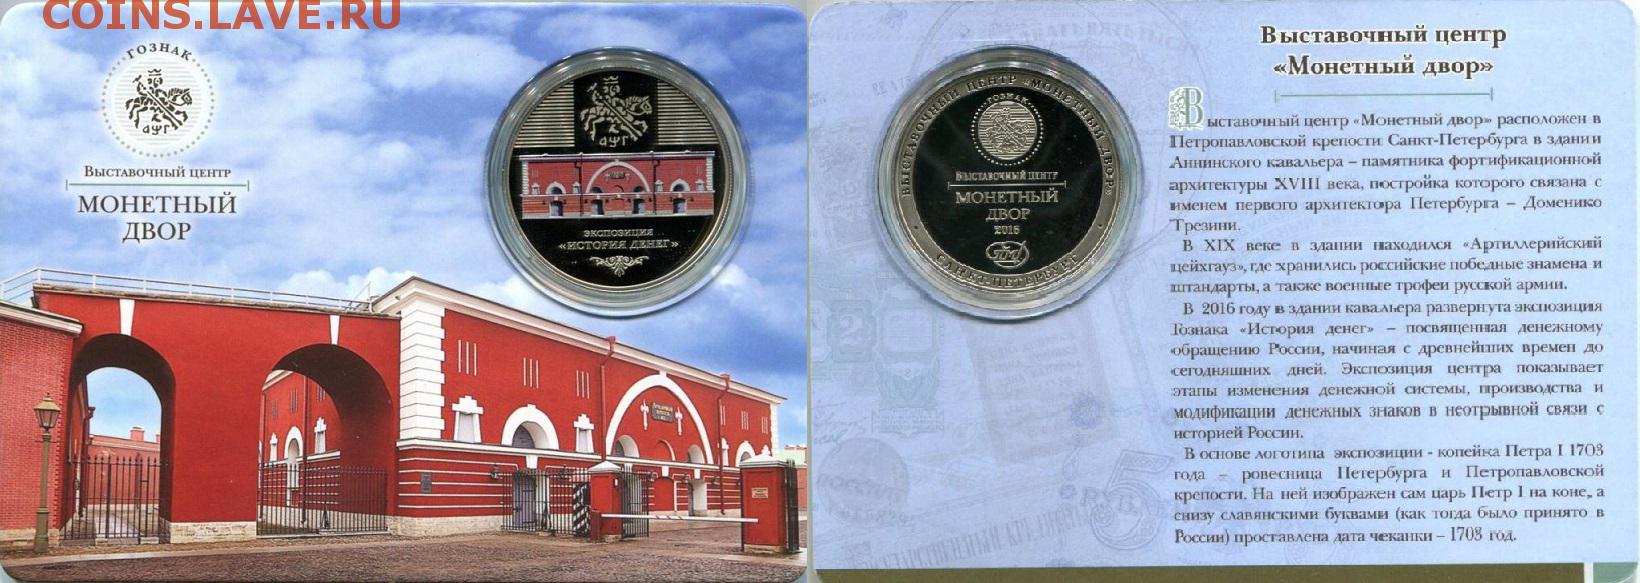 COINS.LAVE.RU
ГОЗНАК
҂АѰГ
Выставочный центр
МОНЕТНЫЙ
ДВОР
҂АѰГ
ЭКСПОЗИЦИЯ
«ИСТОРИЯ ДЕНЕГ»
ВЫСТАВОЧНЫЙ ЦЕНТР «МОНЕТНЫЙ ДВОР»
ГОЗНАК
Выставочный центр
МОНЕТНЫЙ
ДВОР
2016
САНКТ-ПЕТЕРБУРГ
Выставочный центр
«Монетный двор»
Выставочный центр «Монетный двор» расположен в
Петропавловской крепости Санкт-Петербурга в здании
Аннинского кавальера – памятника фортификационной
архитектуры XVIII века, постройка которого связана с
именем первого архитектора Петербурга – Доменико
Трезини.
В XIX веке в здании находился «Артиллерийский
цейхгауз», где хранились российские победные знамена и
штандарты, а также военные трофеи русской армии.
В 2016 году в здании кавальера развернута экспозиция
Гознака «История денег» – посвященная денежному
обращению России, начиная с древнейших времен до
сегодняшних дней. Экспозиция центра показывает
этапы изменения денежной системы, производства и
модификации денежных знаков в неотрывной связи с
историей России.
В основе логотипа экспозиции - копейка Петра I 1703
года – ровесница Петербурга и Петропавловской
крепости. На ней изображен сам царь Петр I на коне, а
снизу славянскими буквами (как тогда было принято в
России) проставлена дата чеканки – 1703 год.